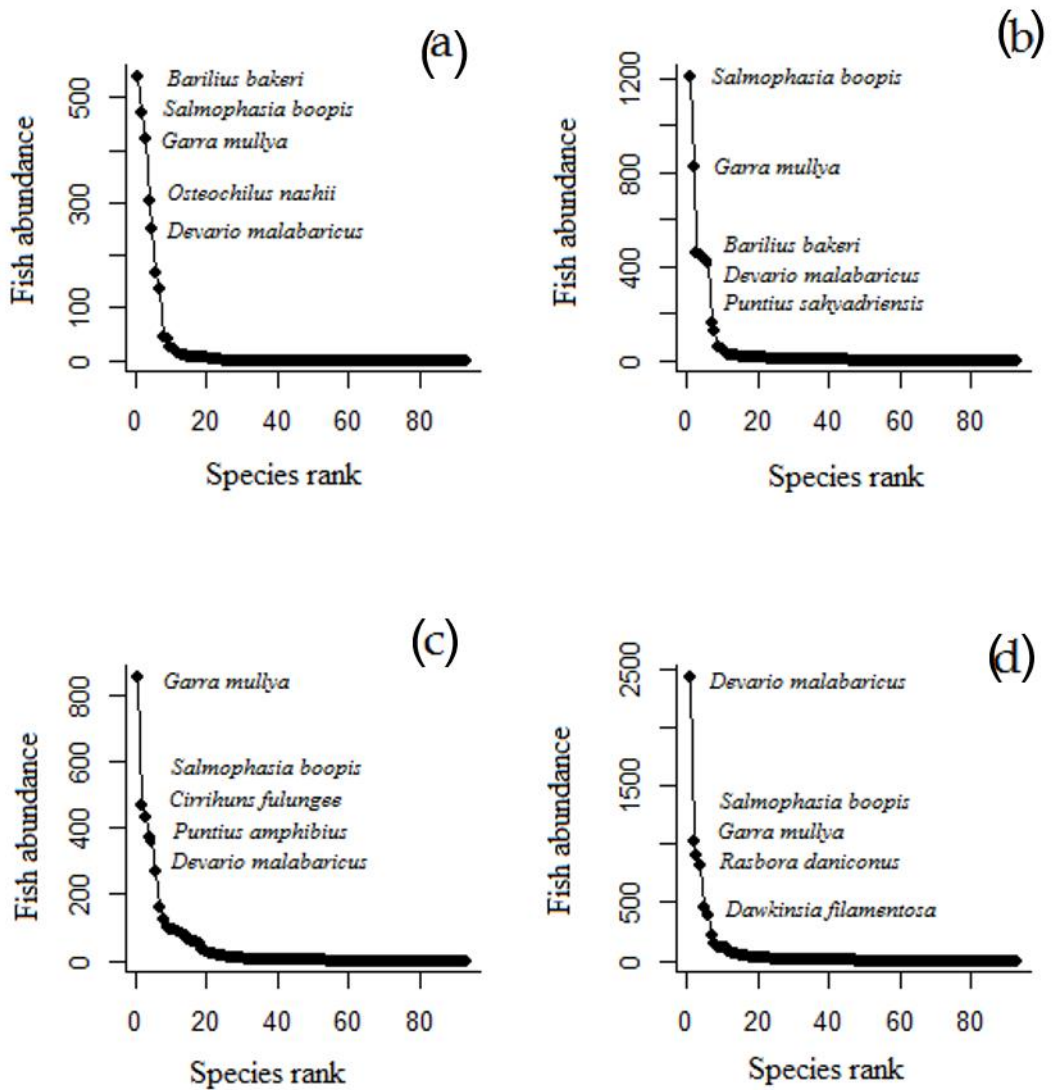 (a)
Fish abundance
500
300
100
0
Barilius bakeri
Salmophasia boopis
Garra mullya
Osteochilus nashii
Devario malabaricus
0 20 40 60 80
Species rank
(b)
Fish abundance
1200
800
400
0
Salmophasia boopis
Garra mullya
Barilius bakeri
Devario malabaricus
Puntius sahyadriensis
0 20 40 60 80
Species rank
(c)
Fish abundance
800
600
400
200
0
Garra mullya
Salmophasia boopis
Cirrihuns fulungee
Puntius amphibius
Devario malabaricus
0 20 40 60 80
Species rank
(d)
Fish abundance
2500
1500
500
0
Devario malabaricus
Salmophasia boopis
Garra mullya
Rasbora daniconus
Dawkinsia filamentosa
0 20 40 60 80
Species rank